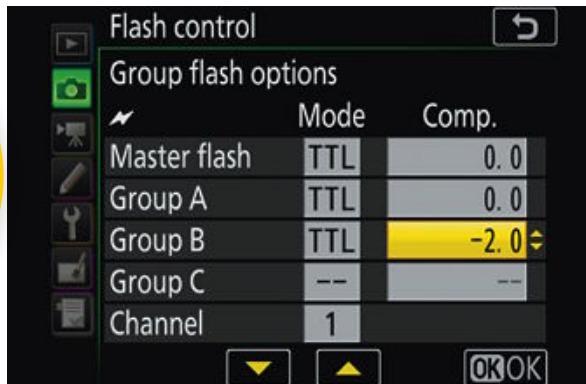 Flash control
Group flash options
Mode Comp.
Master flash TTL 0.0
Group A TTL 0.0
Group B TTL -2.0
Group C -- --
Channel 1
OK OK